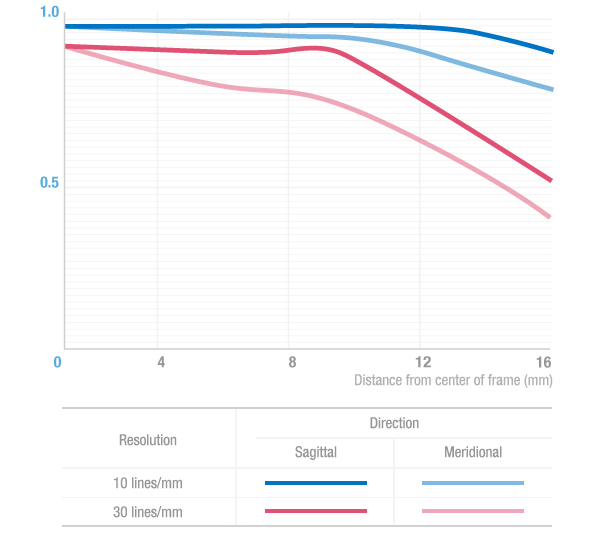 1.0
0.5
0 4 8 12 16
Distance from center of frame (mm)
Direction
Resolution
Sagittal Meridional
10 lines/mm
30 lines/mm